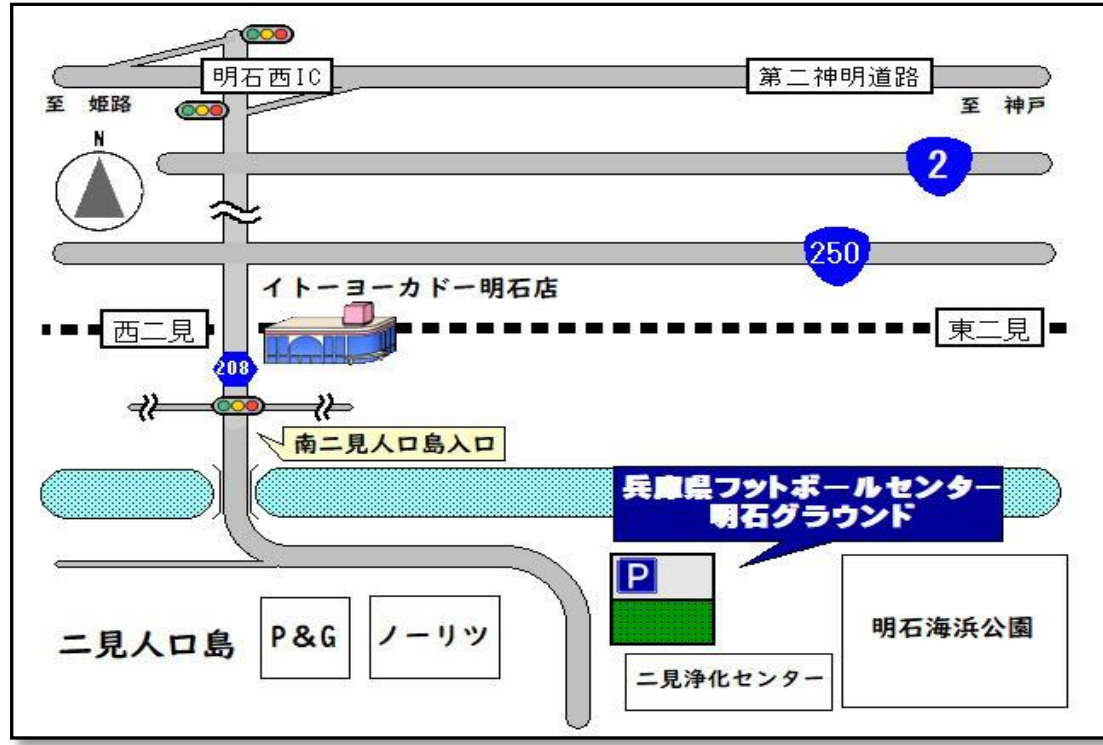 明石西IC
第二神明道路
至 姫路
至 神戸
N
2
250
イトーヨーカドー明石店
西二見
東二見
208
南二見人口島入口
兵庫県フットボールセンター
明石グラウンド
P
二見人口島
P&G
ノーリツ
明石海浜公園
二見浄化センター